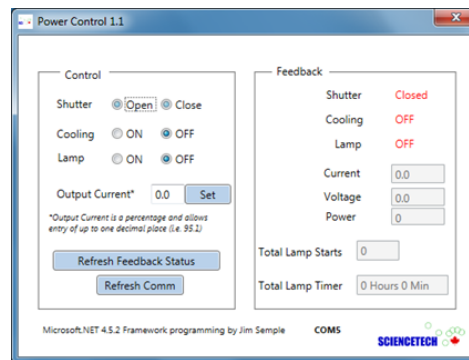 Power Control 1.1
Control
Shutter Open Close
Cooling ON OFF
Lamp ON OFF
Output Current* 0.0 Set
*Output Current is a percentage and allows
entry of up to one decimal place (i.e. 95.1)
Refresh Feedback Status
Refresh Comm
Feedback
Shutter Closed
Cooling OFF
Lamp OFF
Current 0.0
Voltage 0.0
Power 0
Total Lamp Starts 0
Total Lamp Timer 0 Hours 0 Min
Microsoft.NET 4.5.2 Framework programming by Jim Semple COM5
SCIENCETECH